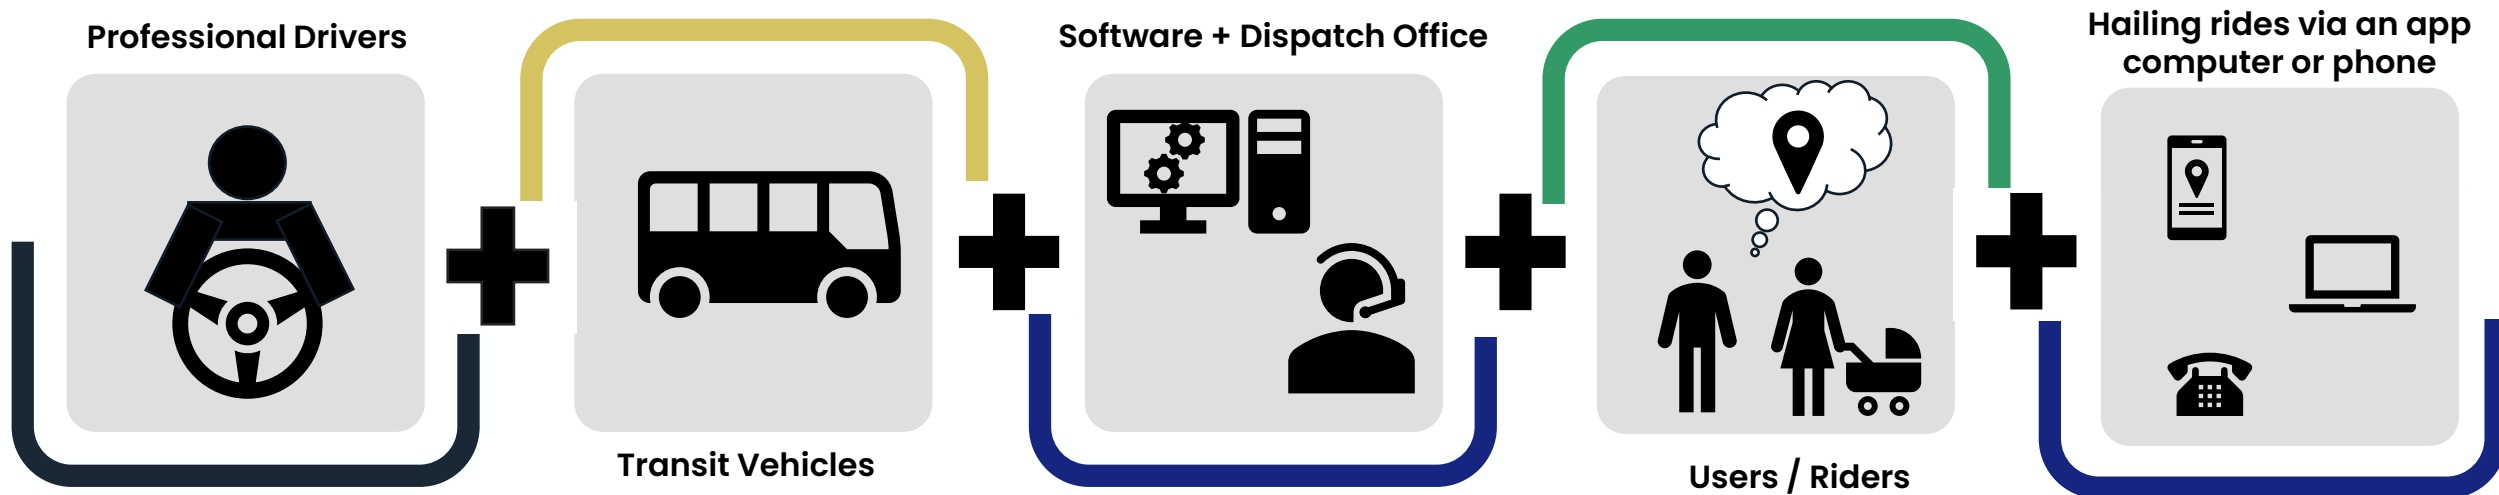 Professional Drivers
Transit Vehicles
Software + Dispatch Office
Users / Riders
Hailing rides via an app
computer or phone